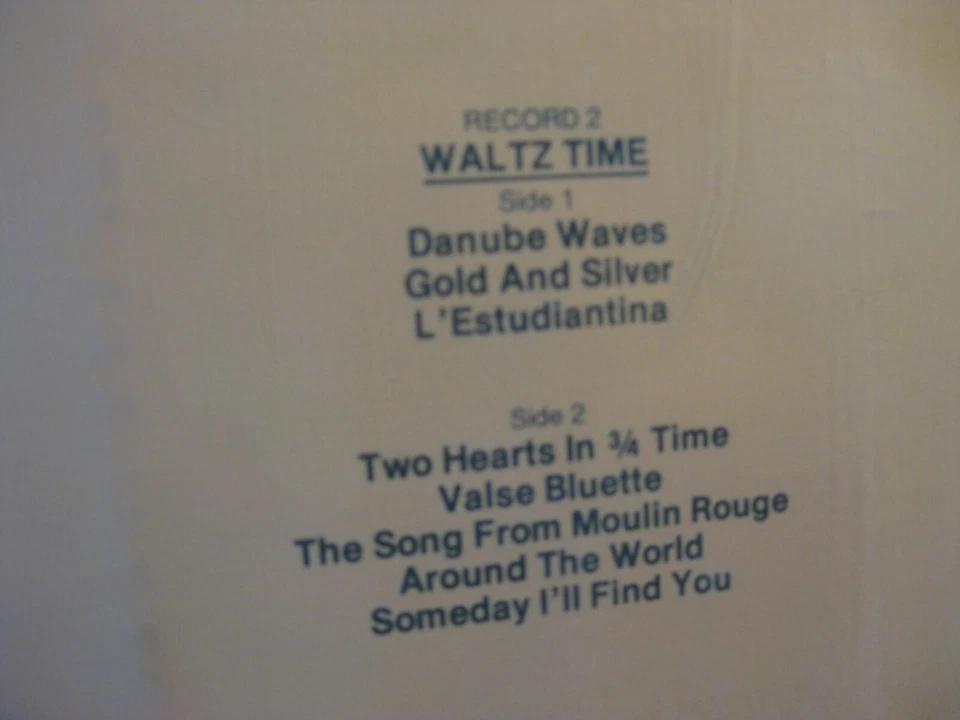 RECORD 2
WALTZ TIME
Side 1
Danube Waves
Gold And Silver
L'Estudiantina
Side 2
Two Hearts In ¾ Time
Valse Bluette
The Song From Moulin Rouge
Around The World
Someday I'll Find You